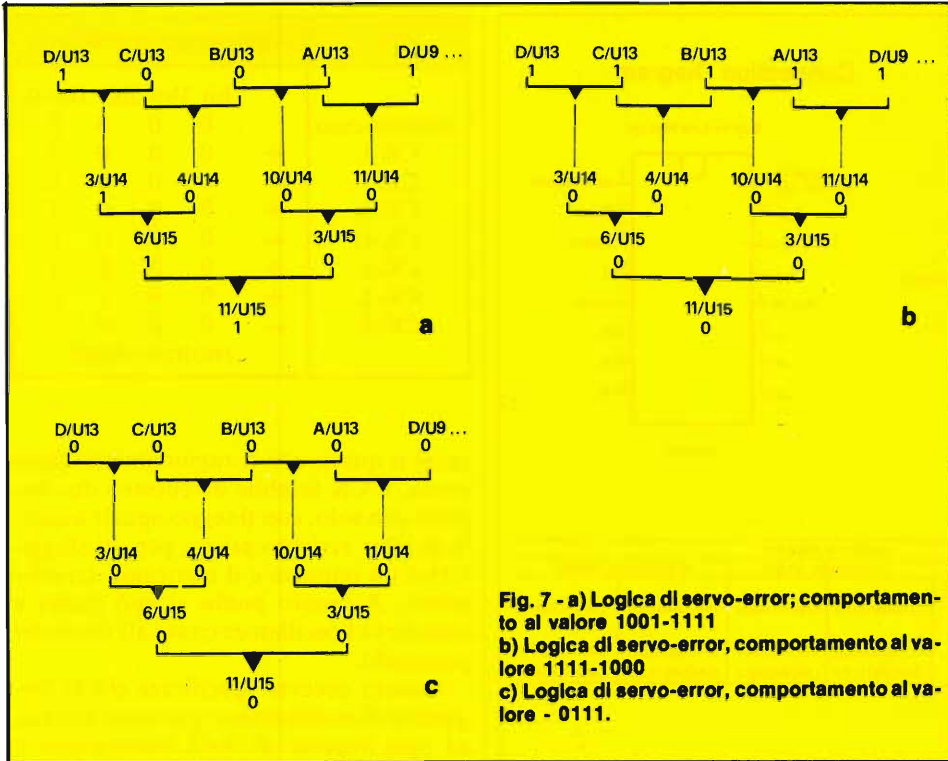 D/U13 C/U13 B/U13 A/U13 D/U9 ...
1 0 0 1 1
3/U14 4/U14 10/U14 11/U14
1 0 0 0
6/U15 3/U15
1 0
11/U15
1
a
D/U13 C/U13 B/U13 A/U13 D/U9 ...
1 1 1 1 1
3/U14 4/U14 10/U14 11/U14
0 0 0 0
6/U15 3/U15
0 0
11/U15
0
b
D/U13 C/U13 B/U13 A/U13 D/U9 ...
0 0 0 0 0
3/U14 4/U14 10/U14 11/U14
0 0 0 0
6/U15 3/U15
0 0
11/U15
0
c
Fig. 7 - a) Logica di servo-error; comportamen-
to al valore 1001-1111
b) Logica di servo-error, comportamento al va-
lore 1111-1000
c) Logica di servo-error, comportamento al va-
lore - 0111.